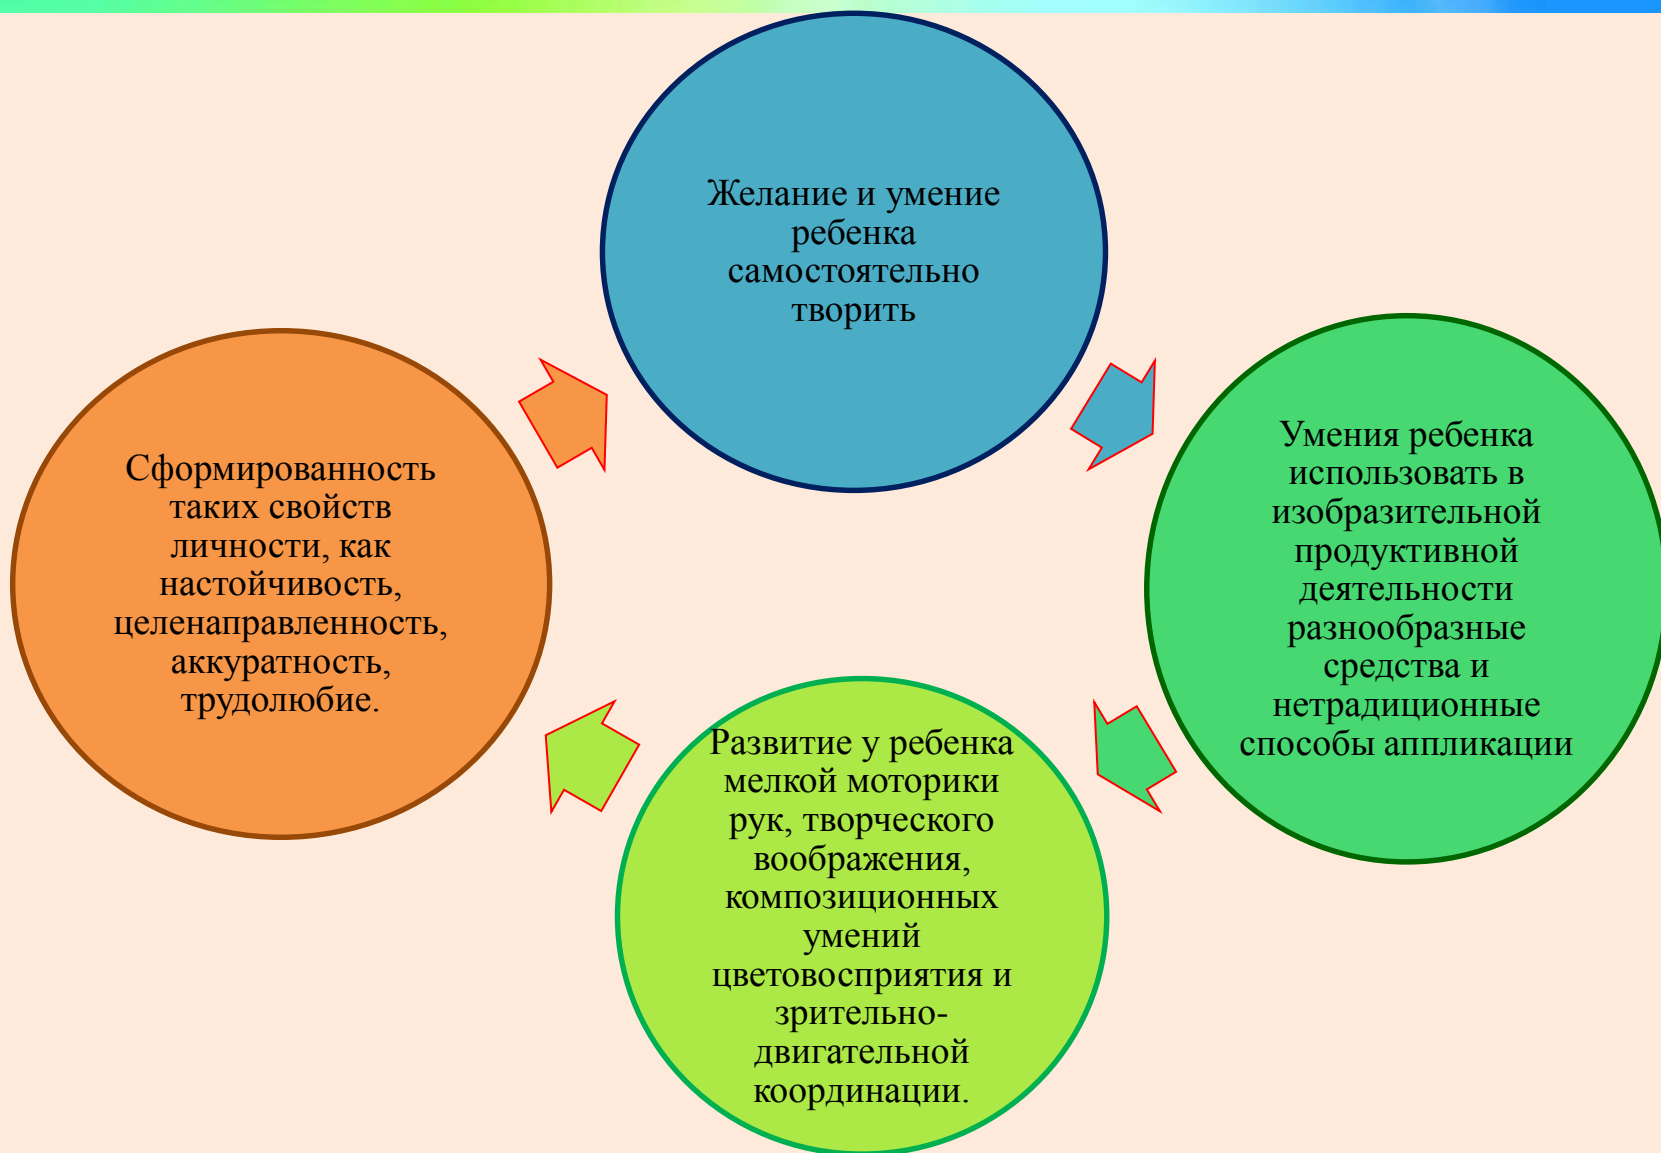 Желание и умение
ребенка
самостоятельно
творить
Умения ребенка
использовать в
изобразительной
продуктивной
деятельности
разнообразные
средства и
нетрадиционные
способы аппликации
Развитие у ребенка
мелкой моторики
рук, творческого
воображения,
композиционных
умений
цветовосприятия и
зрительно-
двигательной
координации.
Сформированность
таких свойств
личности, как
настойчивость,
целенаправленность,
аккуратность,
трудолюбие.